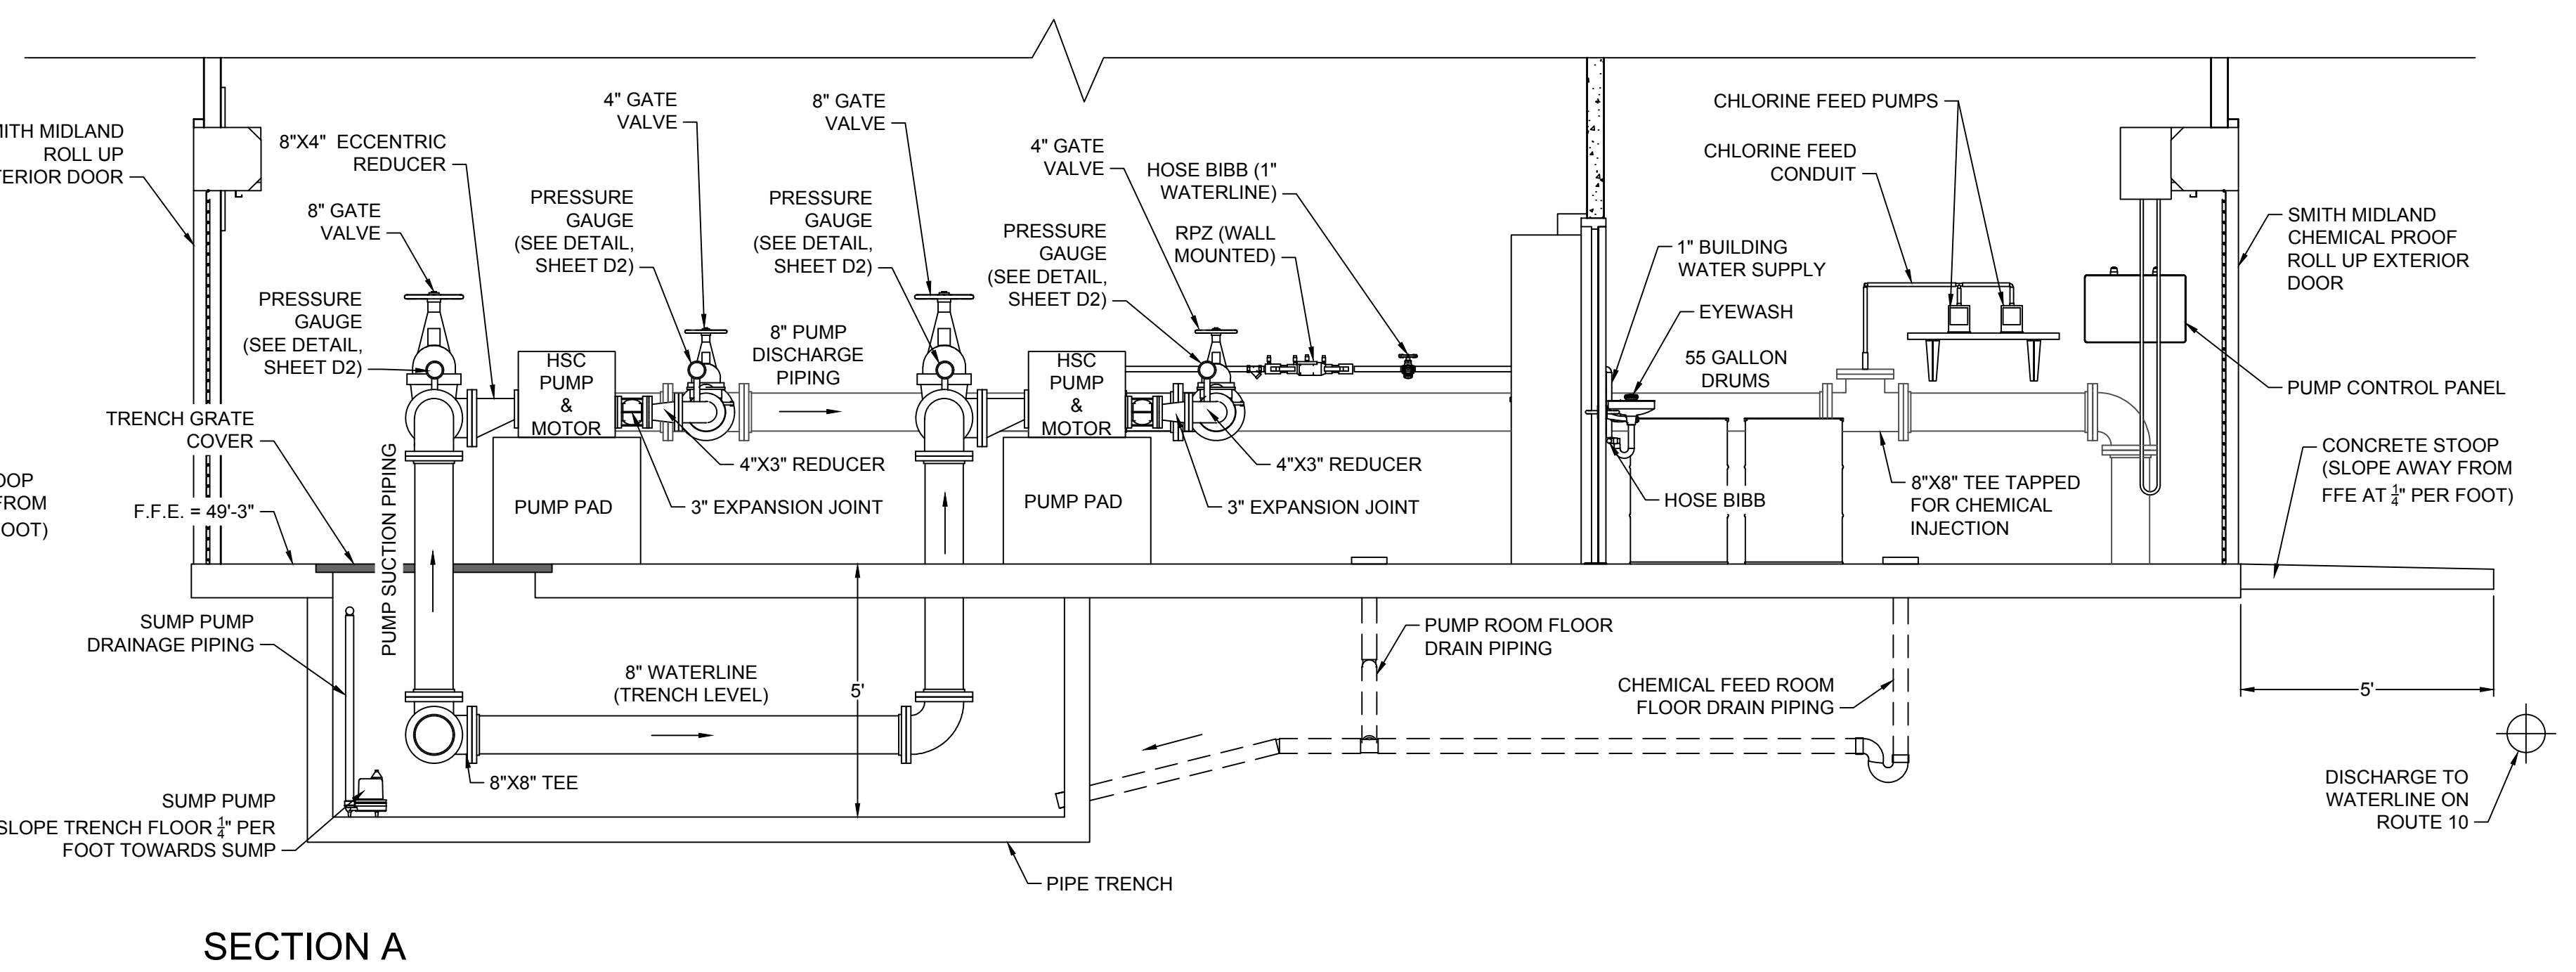 MITH MIDLAND
ROLL UP
TERIOR DOOR
8"X4" ECCENTRIC
REDUCER
8" GATE
VALVE
PRESSURE
GAUGE
(SEE DETAIL,
SHEET D2)
TRENCH GRATE
COVER
OOP
FROM
OOT)
F.F.E. = 49'-3"
PUMP SUCTION PIPING
SUMP PUMP
DRAINAGE PIPING
SUMP PUMP
SLOPE TRENCH FLOOR 1/4" PER
FOOT TOWARDS SUMP
4" GATE
VALVE
PRESSURE
GAUGE
(SEE DETAIL,
SHEET D2)
8" GATE
VALVE
PRESSURE
GAUGE
(SEE DETAIL,
SHEET D2)
8" PUMP
DISCHARGE
PIPING
HSC
PUMP
&
MOTOR
PUMP PAD
4"X3" REDUCER
3" EXPANSION JOINT
8" WATERLINE
(TRENCH LEVEL)
5'
8"X8" TEE
PIPE TRENCH
4" GATE
VALVE
HOSE BIBB (1"
WATERLINE)
PRESSURE
GAUGE
(SEE DETAIL,
SHEET D2)
RPZ (WALL
MOUNTED)
HSC
PUMP
&
MOTOR
PUMP PAD
4"X3" REDUCER
3" EXPANSION JOINT
PUMP ROOM FLOOR
DRAIN PIPING
CHEMICAL FEED ROOM
FLOOR DRAIN PIPING
CHLORINE FEED PUMPS
CHLORINE FEED
CONDUIT
1" BUILDING
WATER SUPPLY
EYEWASH
55 GALLON
DRUMS
HOSE BIBB
8"X8" TEE TAPPED
FOR CHEMICAL
INJECTION
SMITH MIDLAND
CHEMICAL PROOF
ROLL UP EXTERIOR
DOOR
PUMP CONTROL PANEL
CONCRETE STOOP
(SLOPE AWAY FROM
FFE AT 1/4" PER FOOT)
5'
DISCHARGE TO
WATERLINE ON
ROUTE 10
SECTION A